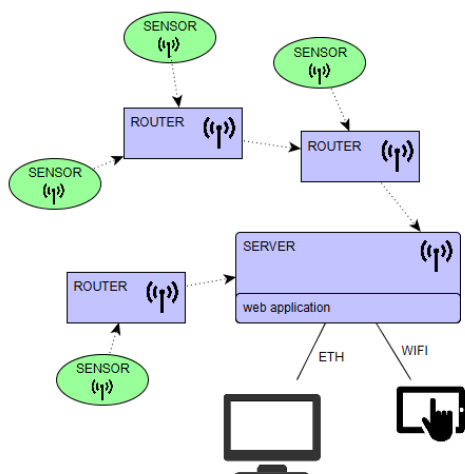 SENSOR
SENSOR
ROUTER
ROUTER
SENSOR
SERVER
ROUTER
web application
ETH
WIFI
SENSOR